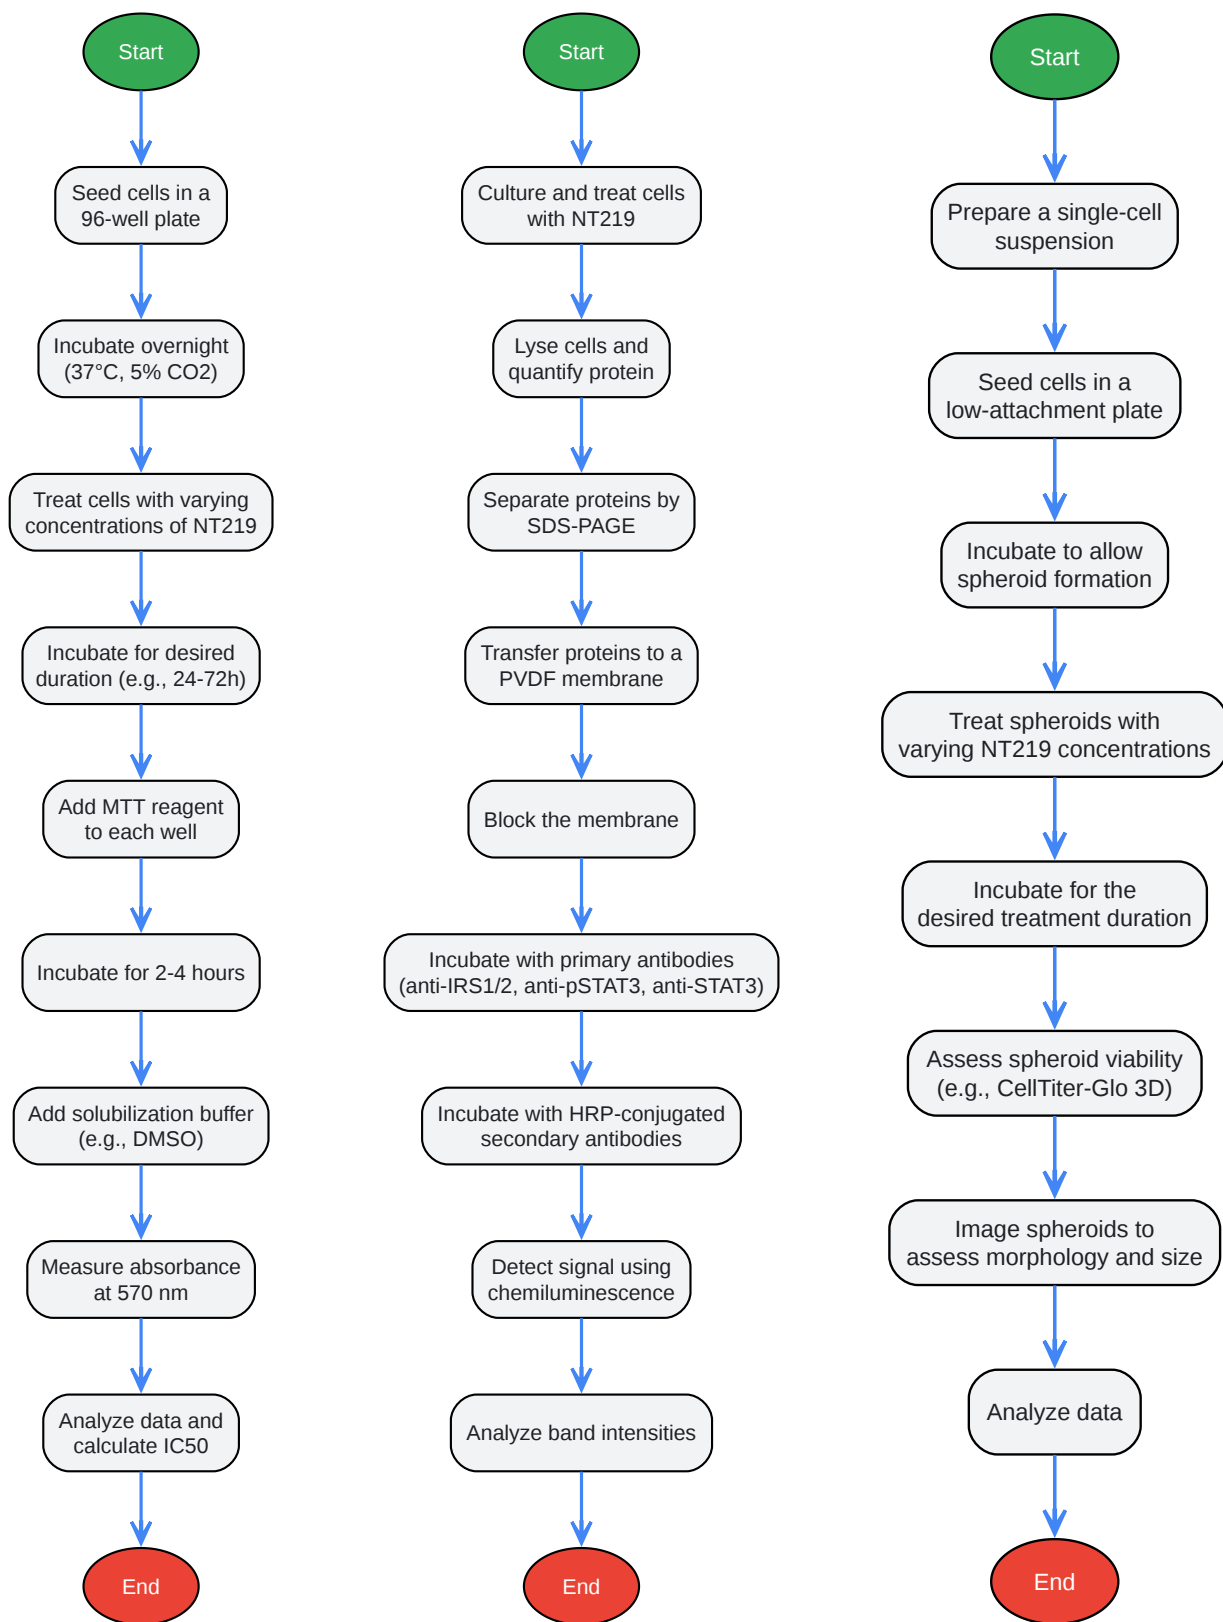 Start
Seed cells in a
96-well plate
Incubate overnight
(37°C, 5% CO2)
Treat cells with varying
concentrations of NT219
Incubate for desired
duration (e.g., 24-72h)
Add MTT reagent
to each well
Incubate for 2-4 hours
Add solubilization buffer
(e.g., DMSO)
Measure absorbance
at 570 nm
Analyze data and
calculate IC50
End
Start
Culture and treat cells
with NT219
Lyse cells and
quantify protein
Separate proteins by
SDS-PAGE
Transfer proteins to a
PVDF membrane
Block the membrane
Incubate with primary antibodies
(anti-IRS1/2, anti-pSTAT3, anti-STAT3)
Incubate with HRP-conjugated
secondary antibodies
Detect signal using
chemiluminescence
Analyze band intensities
End
Start
Prepare a single-cell
suspension
Seed cells in a
low-attachment plate
Incubate to allow
spheroid formation
Treat spheroids with
varying NT219 concentrations
Incubate for the
desired treatment duration
Assess spheroid viability
(e.g., CellTiter-Glo 3D)
Image spheroids to
assess morphology and size
Analyze data
End